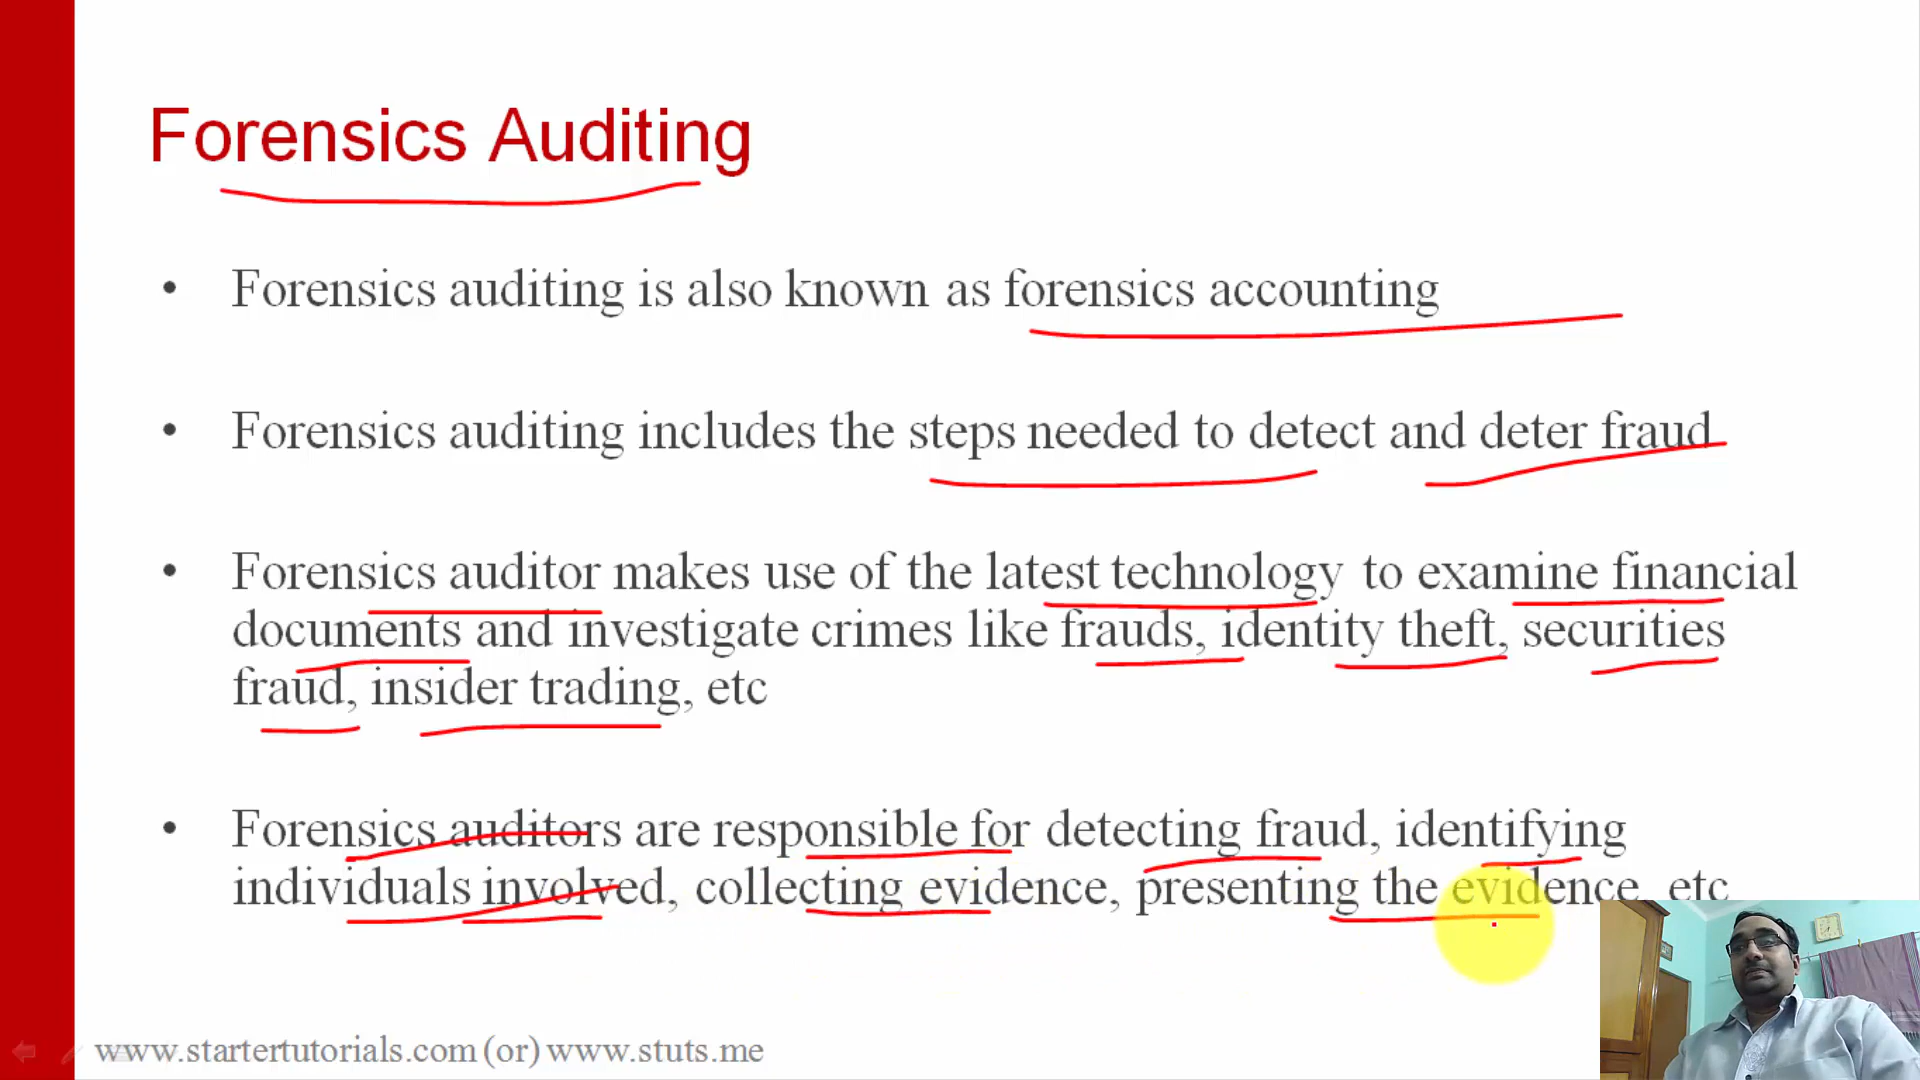 Forensics Auditing
• Forensics auditing is also known as forensics accounting
• Forensics auditing includes the steps needed to detect and deter fraud
• Forensics auditor makes use of the latest technology to examine financial
documents and investigate crimes like frauds, identity theft, securities
fraud, insider trading, etc
• Forensics auditors are responsible for detecting fraud, identifying
individuals involved, collecting evidence, presenting the evidence, etc
www.startertutorials.com (or) www.stuts.me